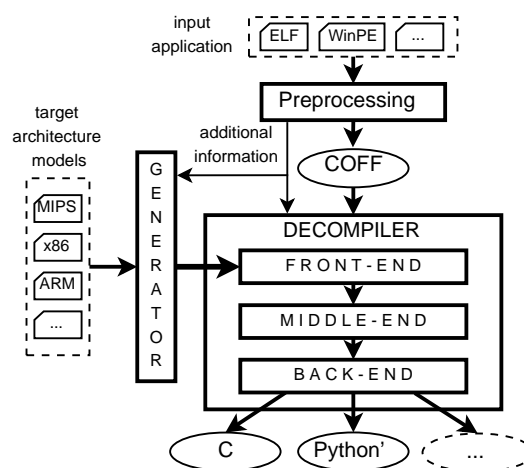 input
application
ELF
WinPE
...
Preprocessing
target
architecture
models
additional
information
COFF
GENERATOR
MIPS
x86
ARM
...
DECOMPILER
FRONT-END
MIDDLE-END
BACK-END
C
Python’
...